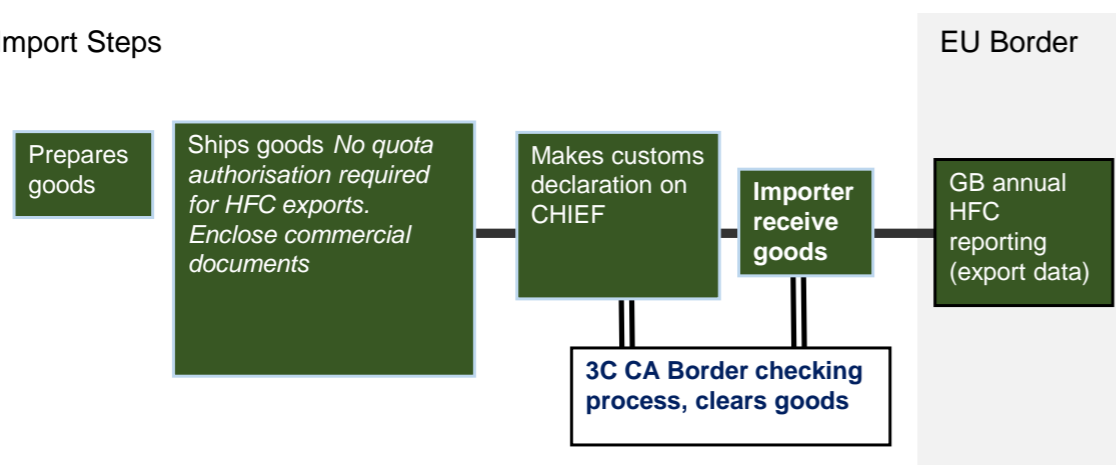 mport Steps
EU Border
Prepares
goods
Ships goods No quota
authorisation required
for HFC exports.
Enclose commercial
documents
Makes customs
declaration on
CHIEF
Importer
receive
goods
GB annual
HFC
reporting
(export data)
3C CA Border checking
process, clears goods